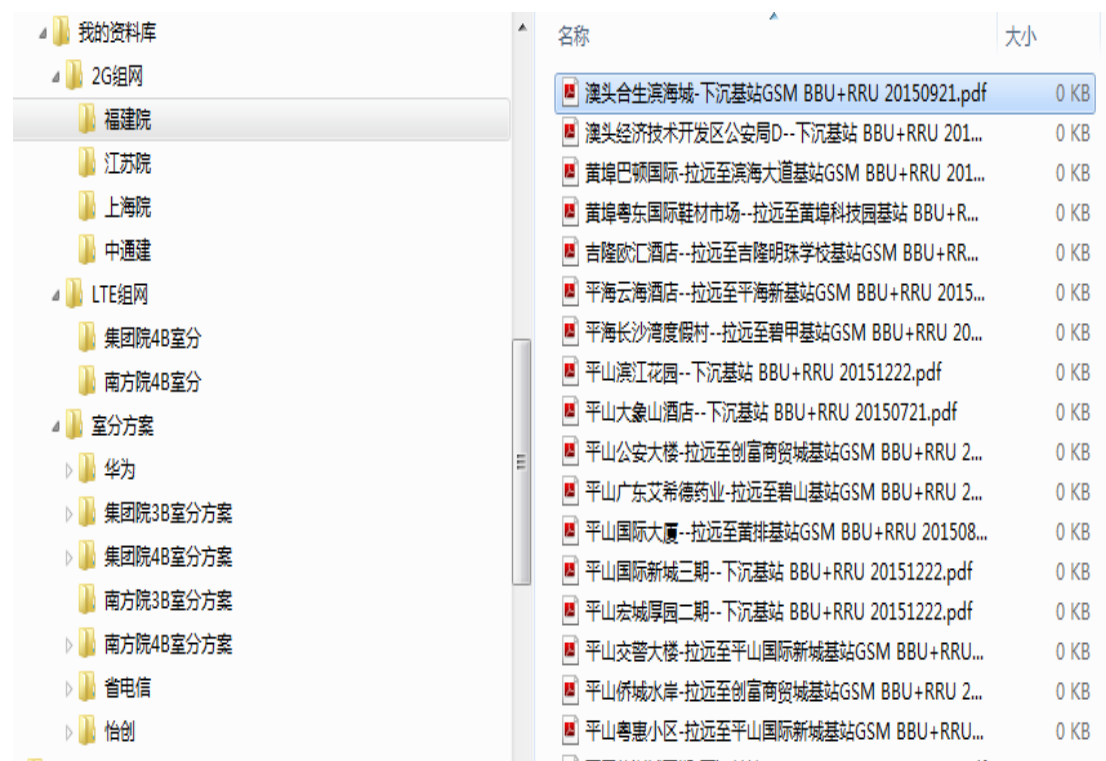 我的资料库
2G组网
福建院
江苏院
上海院
中通建
LTE组网
集团院4B室分
南方院4B室分
室分方案
华为
集团院3B室分方案
集团院4B室分方案
南方院3B室分方案
南方院4B室分方案
省电信
怡创
名称 大小
澳头合生滨海城-下沉基站GSM BBU+RRU 20150921.pdf 0 KB
澳头经济技术开发区公安局D--下沉基站 BBU+RRU 201... 0 KB
黄埠巴顿国际-拉远至滨海大道基站GSM BBU+RRU 201... 0 KB
黄埠粤东国际鞋材市场--拉远至黄埠科技园基站 BBU+R... 0 KB
吉隆欧汇酒店--拉远至吉隆明珠学校基站GSM BBU+RR... 0 KB
平海云海酒店--拉远至平海新基站GSM BBU+RRU 2015... 0 KB
平海长沙湾度假村--拉远至碧甲基站GSM BBU+RRU 20... 0 KB
平山滨江花园--下沉基站 BBU+RRU 20151222.pdf 0 KB
平山大象山酒店--下沉基站 BBU+RRU 20150721.pdf 0 KB
平山公安大楼-拉远至创富商贸城基站GSM BBU+RRU 2... 0 KB
平山广东艾希德药业-拉远至碧山基站GSM BBU+RRU 2... 0 KB
平山国际大厦--拉远至黄排基站GSM BBU+RRU 201508... 0 KB
平山国际新城三期--下沉基站 BBU+RRU 20151222.pdf 0 KB
平山宏城厚园二期--下沉基站 BBU+RRU 20151222.pdf 0 KB
平山交警大楼-拉远至平山国际新城基站GSM BBU+RRU... 0 KB
平山侨城水岸-拉远至创富商贸城基站GSM BBU+RRU 2... 0 KB
平山粤惠小区-拉远至平山国际新城基站GSM BBU+RRU... 0 KB